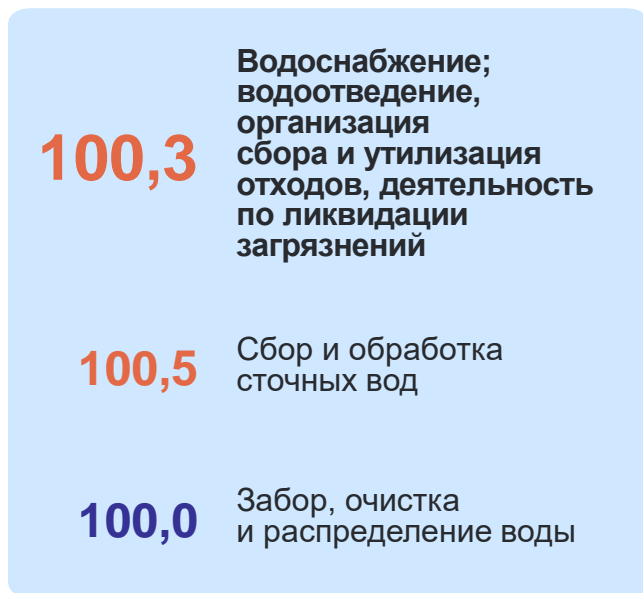 100,3
Водоснабжение;
водоотведение,
организация
сбора и утилизация
отходов, деятельность
по ликвидации
загрязнений
100,5
Сбор и обработка
сточных вод
100,0
Забор, очистка
и распределение воды